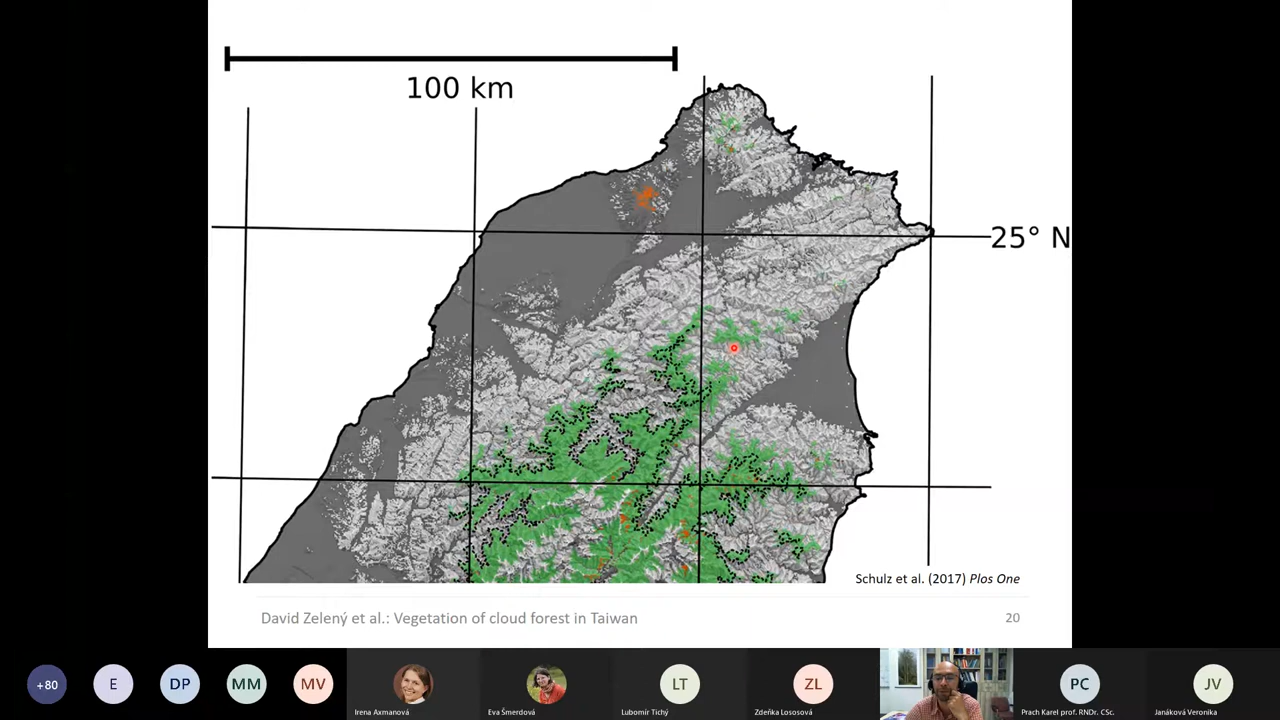 100 km
25° N
Schulz et al. (2017) Plos One
David Zelený et al.: Vegetation of cloud forest in Taiwan
20
+80
E
DP
MM
MV
LT
ZL
PC
JV
Irena Axmanová
Eva Šmerdová
Lubomír Tichý
Zdeňka Lososová
Prach Karel prof. RNDr. CSc.
Janáková Veronika